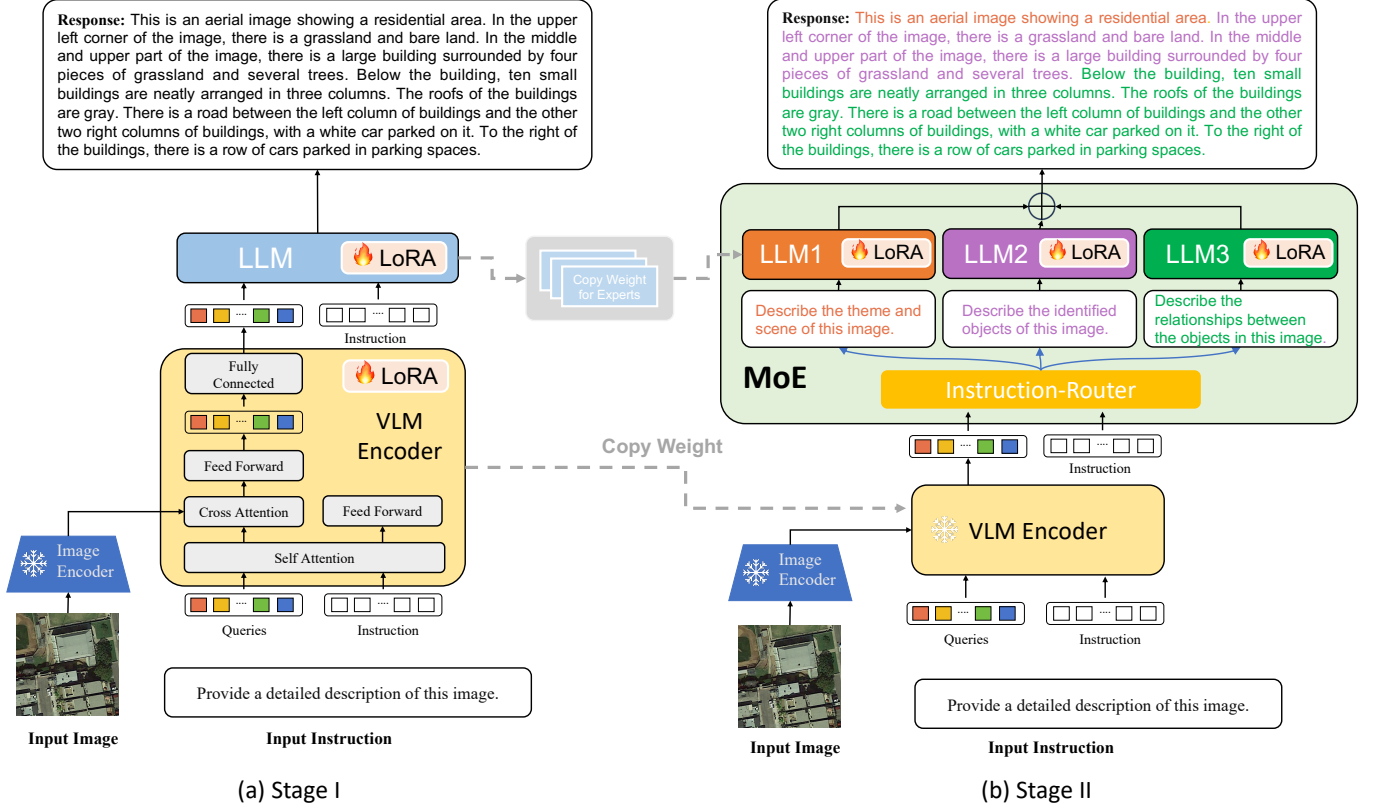 Response: This is an aerial image showing a residential area. In the upper
left corner of the image, there is a grassland and bare land. In the middle
and upper part of the image, there is a large building surrounded by four
pieces of grassland and several trees. Below the building, ten small
buildings are neatly arranged in three columns. The roofs of the buildings
are gray. There is a road between the left column of buildings and the other
two right columns of buildings, with a white car parked on it. To the right of
the buildings, there is a row of cars parked in parking spaces.
LLM
LoRA
....
....
Instruction
Fully
Connected
LoRA
....
VLM
Encoder
Feed Forward
Cross Attention
Feed Forward
Self Attention
Image
Encoder
....
....
Queries
Instruction
Provide a detailed description of this image.
Input Image
Input Instruction
(a) Stage I
Copy Weight
for Experts
Copy Weight
Response: This is an aerial image showing a residential area. In the upper
left corner of the image, there is a grassland and bare land. In the middle
and upper part of the image, there is a large building surrounded by four
pieces of grassland and several trees. Below the building, ten small
buildings are neatly arranged in three columns. The roofs of the buildings
are gray. There is a road between the left column of buildings and the other
two right columns of buildings, with a white car parked on it. To the right of
the buildings, there is a row of cars parked in parking spaces.
LLM1
LoRA
LLM2
LoRA
LLM3
LoRA
Describe the theme and
scene of this image.
Describe the identified
objects of this image.
Describe the
relationships between
the objects in this image.
MoE
Instruction-Router
....
....
Instruction
VLM Encoder
Image
Encoder
....
....
Queries
Instruction
Provide a detailed description of this image.
Input Image
Input Instruction
(b) Stage II